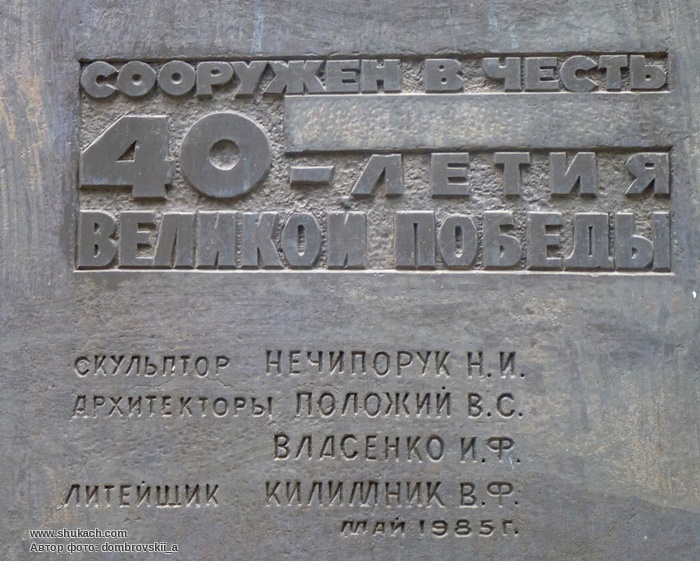 СООРУЖЕН В ЧЕСТЬ
40-ЛЕТИЯ
ВЕЛИКОЙ ПОБЕДЫ
СКУЛЬПТОР НЕЧИПОРУК Н.И.
АРХИТЕКТОРЫ ПОЛОЖИЙ В.С.
ВЛАСЕНКО И.Ф.
ЛИТЕЙЩИК КИЛИМНИК В.Ф.
МАЙ 1985г.
www.shukach.com
Автор фото: dombrovskii_a